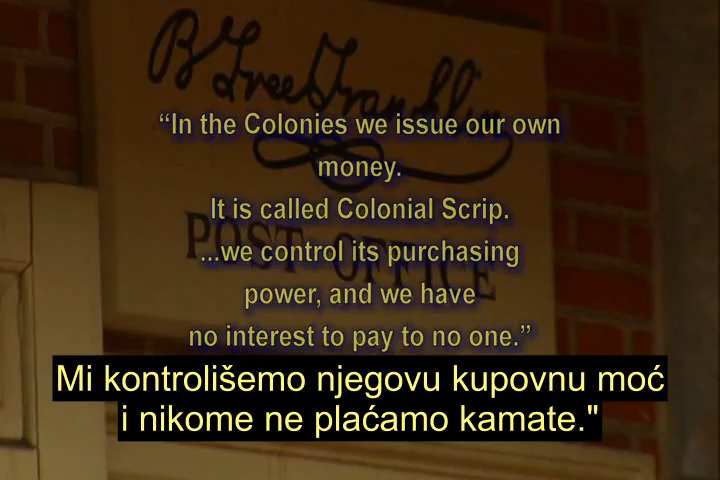 B Free Franklin
“In the Colonies we issue our own
money.
It is called Colonial Scrip.
POST OFFICE
...we control its purchasing
power, and we have
no interest to pay to no one.”
Mi kontrolišemo njegovu kupovnu moć
i nikome ne plaćamo kamate."